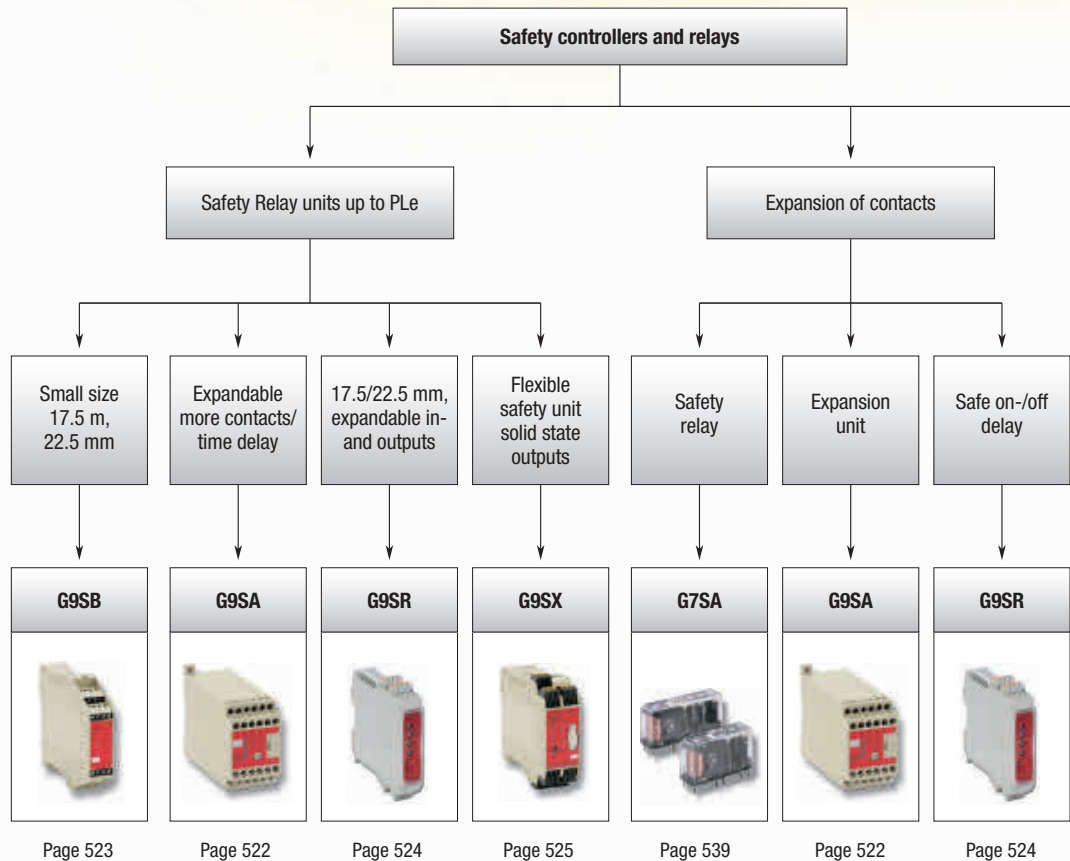 Safety controllers and relays
Safety Relay units up to PLe
Expansion of contacts
Small size
17.5 m,
22.5 mm
Expandable
more contacts/
time delay
17.5/22.5 mm,
expandable in-
and outputs
Flexible
safety unit
solid state
outputs
Safety
relay
Expansion
unit
Safe on-/off
delay
G9SB
G9SA
G9SR
G9SX
G7SA
G9SA
G9SR
Page 523
Page 522
Page 524
Page 525
Page 539
Page 522
Page 524